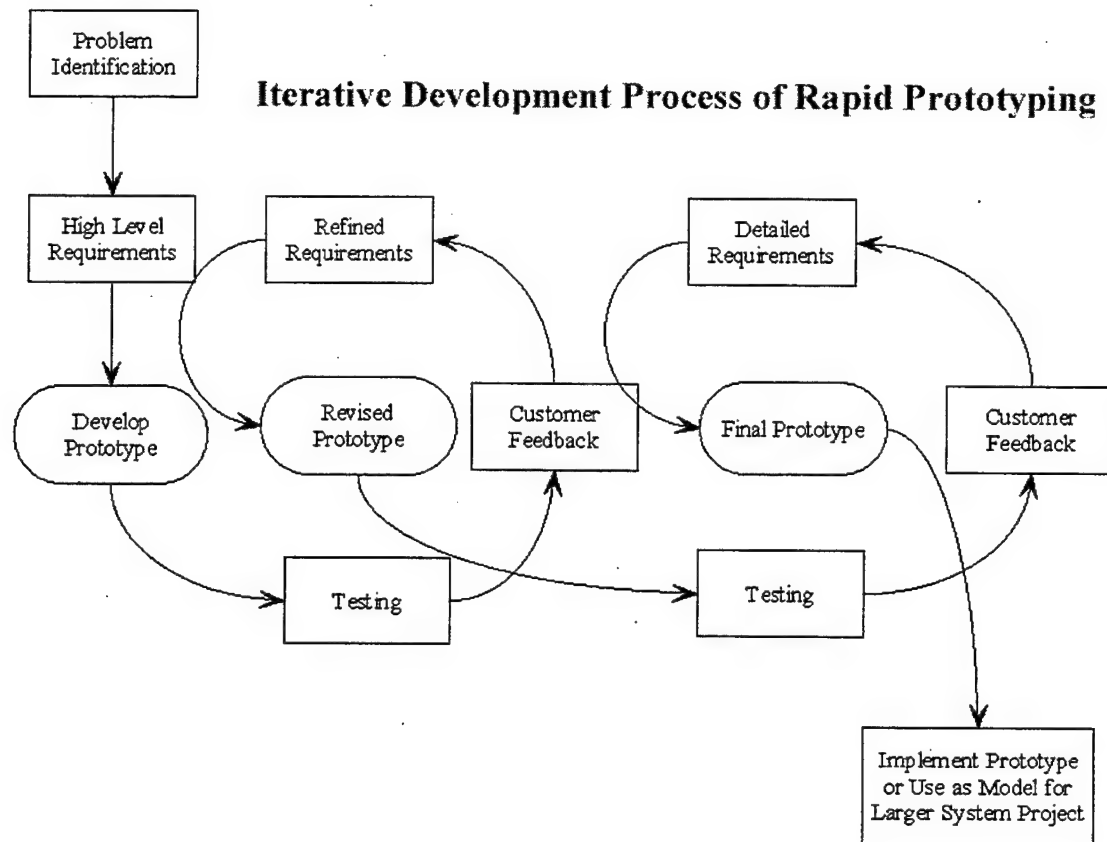 Problem
Identification
Iterative Development Process of Rapid Prototyping
High Level
Requirements
Refined
Requirements
Detailed
Requirements
Develop
Prototype
Revised
Prototype
Customer
Feedback
Final Prototype
Customer
Feedback
Testing
Testing
Implement Prototype
or Use as Model for
Larger System Project